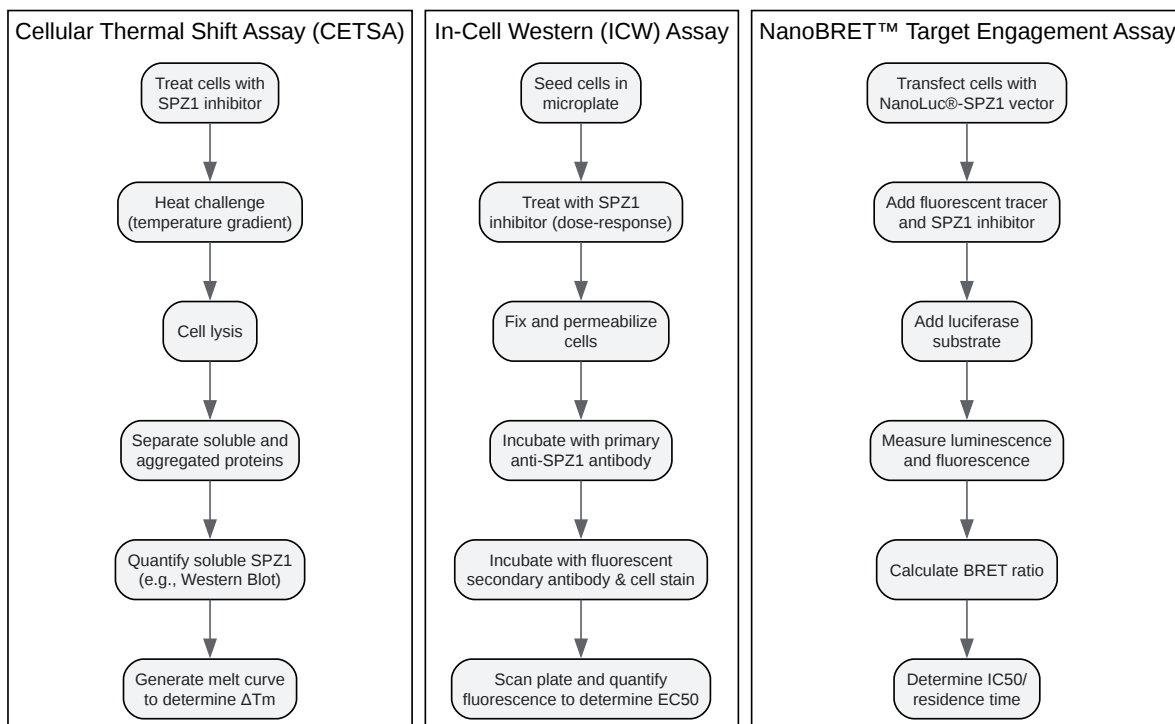 Cellular Thermal Shift Assay (CETSA)
Treat cells with
SPZ1 inhibitor
Heat challenge
(temperature gradient)
Cell lysis
Separate soluble and
aggregated proteins
Quantify soluble SPZ1
(e.g., Western Blot)
Generate melt curve
to determine ΔTm
In-Cell Western (ICW) Assay
Seed cells in
microplate
Treat with SPZ1
inhibitor (dose-response)
Fix and permeabilize
cells
Incubate with primary
anti-SPZ1 antibody
Incubate with fluorescent
secondary antibody & cell stain
Scan plate and quantify
fluorescence to determine EC50
NanoBRET™ Target Engagement Assay
Transfect cells with
NanoLuc®-SPZ1 vector
Add fluorescent tracer
and SPZ1 inhibitor
Add luciferase
substrate
Measure luminescence
and fluorescence
Calculate BRET ratio
Determine IC50/
residence time